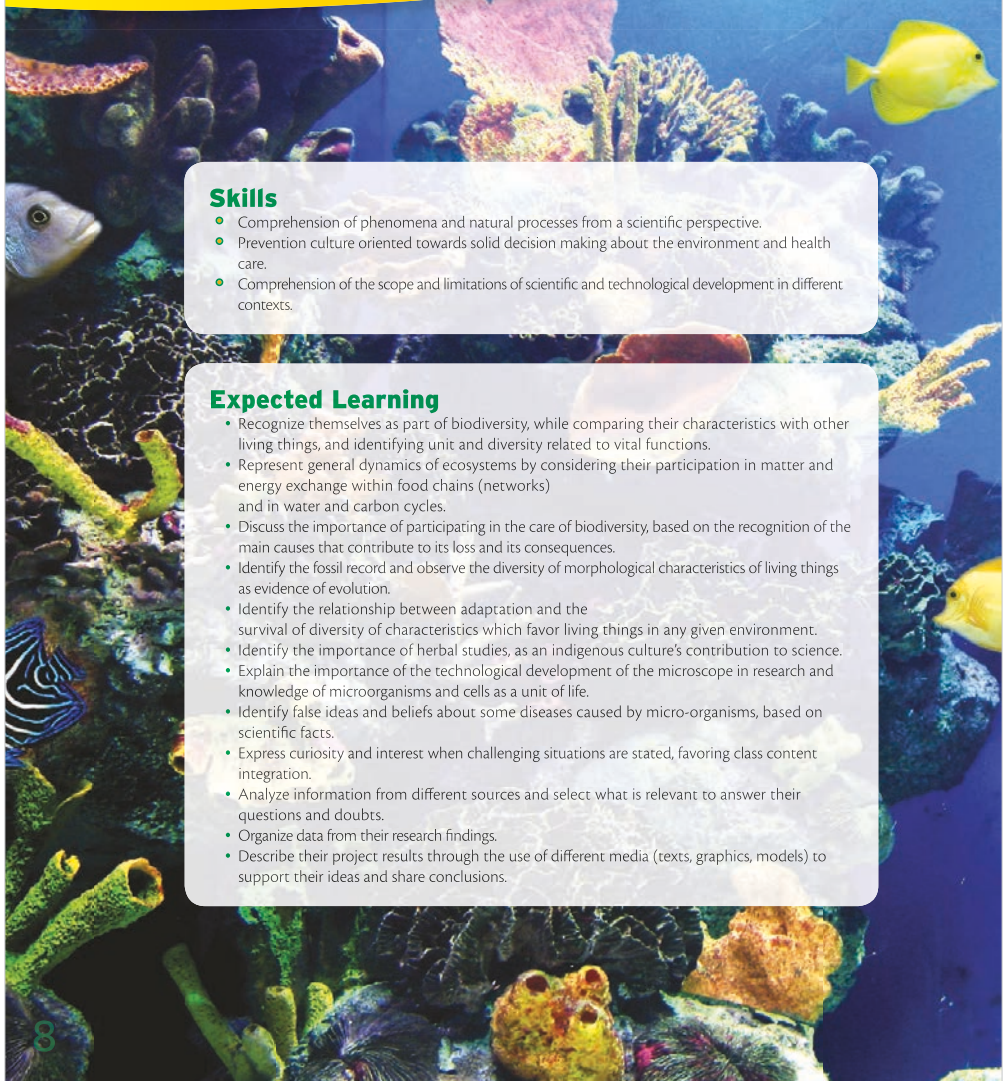 Skills
Comprehension of phenomena and natural processes from a scientific perspective.
Prevention culture oriented towards solid decision making about the environment and health
care.
Comprehension of the scope and limitations of scientific and technological development in different
contexts.
Expected Learning
• Recognize themselves as part of biodiversity, while comparing their characteristics with other
living things, and identifying unit and diversity related to vital functions.
• Represent general dynamics of ecosystems by considering their participation in matter and
energy exchange within food chains (networks)
and in water and carbon cycles.
• Discuss the importance of participating in the care of biodiversity, based on the recognition of the
main causes that contribute to its loss and its consequences.
• Identify the fossil record and observe the diversity of morphological characteristics of living things
as evidence of evolution.
• Identify the relationship between adaptation and the
survival of diversity of characteristics which favor living things in any given environment.
• Identify the importance of herbal studies, as an indigenous culture's contribution to science.
• Explain the importance of the technological development of the microscope in research and
knowledge of microorganisms and cells as a unit of life.
• Identify false ideas and beliefs about some diseases caused by micro-organisms, based on
scientific facts.
• Express curiosity and interest when challenging situations are stated, favoring class content
integration.
• Analyze information from different sources and select what is relevant to answer their
questions and doubts.
• Organize data from their research findings.
• Describe their project results through the use of different media (texts, graphics, models) to
support their ideas and share conclusions.
8